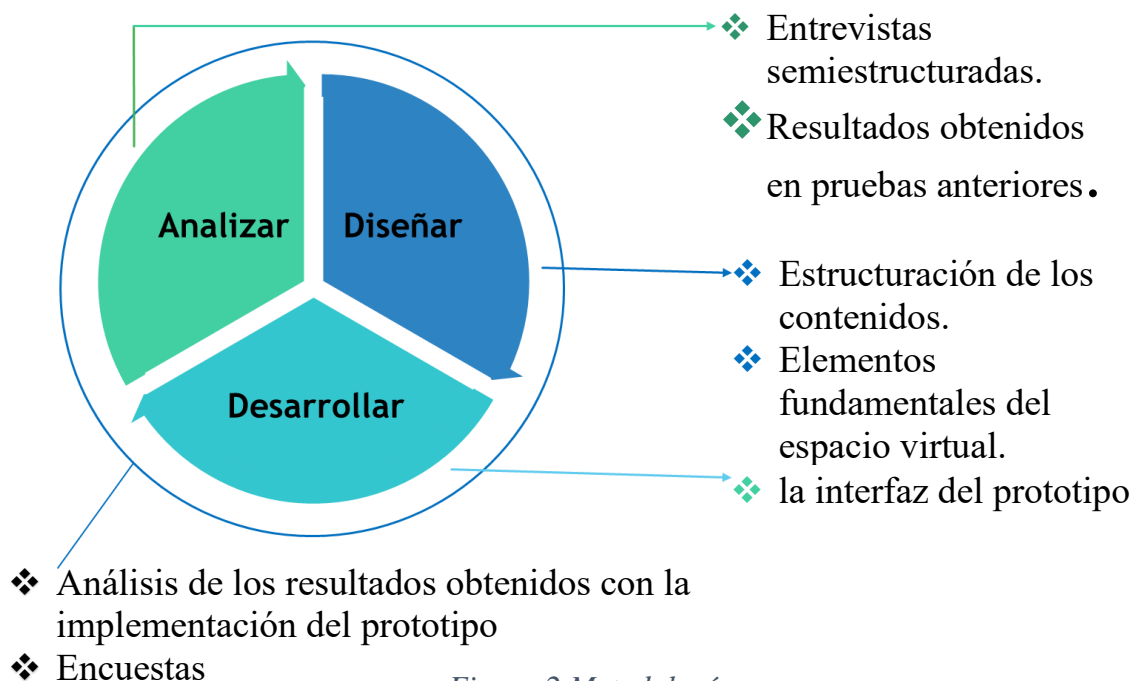 ❖ Entrevistas
semiestructuradas.
❖ Resultados obtenidos
en pruebas anteriores.
Analizar
Diseñar
Desarrollar
❖ Estructuración de los
contenidos.
❖ Elementos
fundamentales del
espacio virtual.
❖ la interfaz del prototipo
❖ Análisis de los resultados obtenidos con la
implementación del prototipo
❖ Encuestas